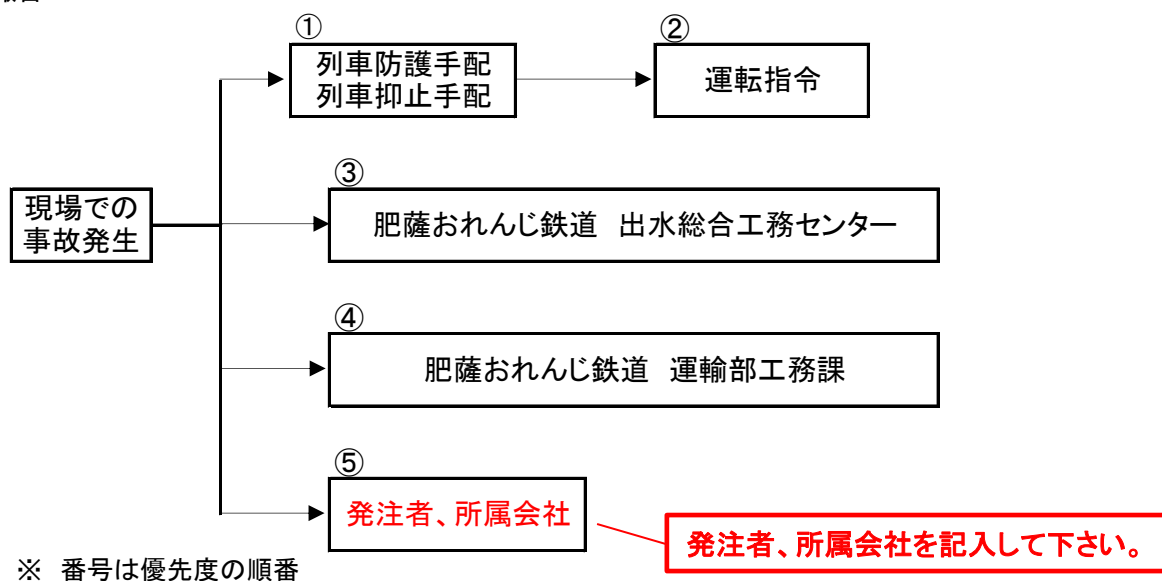 ①
列車防護手配
列車抑止手配
②
運転指令
現場での
事故発生
③
肥薩おれんじ鉄道　出水総合工務センター
④
肥薩おれんじ鉄道　運輸部工務課
⑤
発注者、所属会社
発注者、所属会社を記入して下さい。
※　番号は優先度の順番